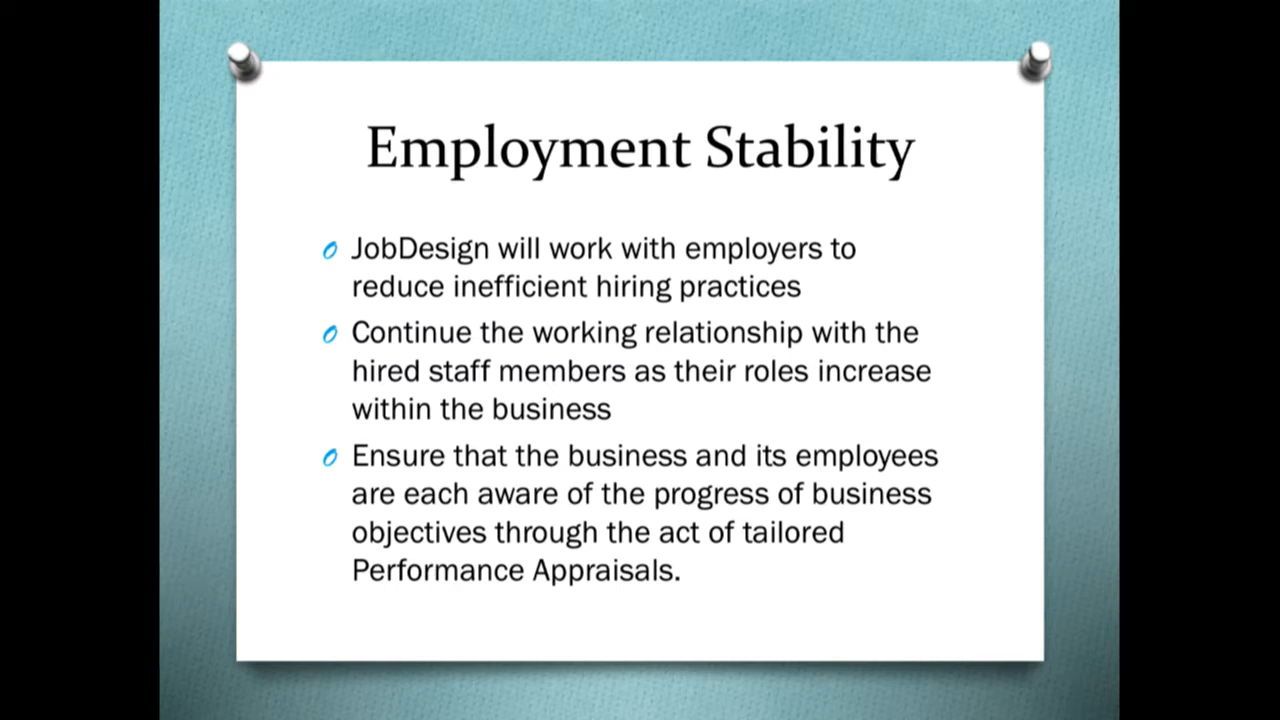 Employment Stability
JobDesign will work with employers to
reduce inefficient hiring practices
Continue the working relationship with the
hired staff members as their roles increase
within the business
Ensure that the business and its employees
are each aware of the progress of business
objectives through the act of tailored
Performance Appraisals.